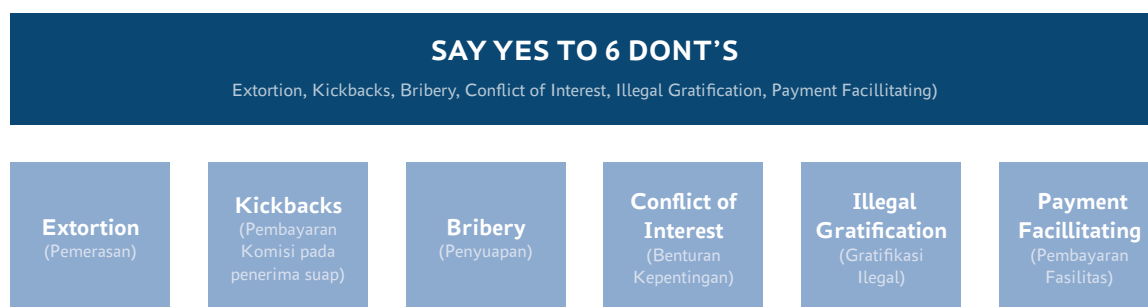 SAY YES TO 6 DONT'S
Extortion, Kickbacks, Bribery, Conflict of Interest, Illegal Gratification, Payment Facillitating)
Extortion
(Pemerasan)
Kickbacks
(Pembayaran
Komisi pada
penerima suap)
Bribery
(Penyuapan)
Conflict of
Interest
(Benturan
Kepentingan)
Illegal
Gratification
(Gratifikasi
Ilegal)
Payment
Facillitating
(Pembayaran
Fasilitas)